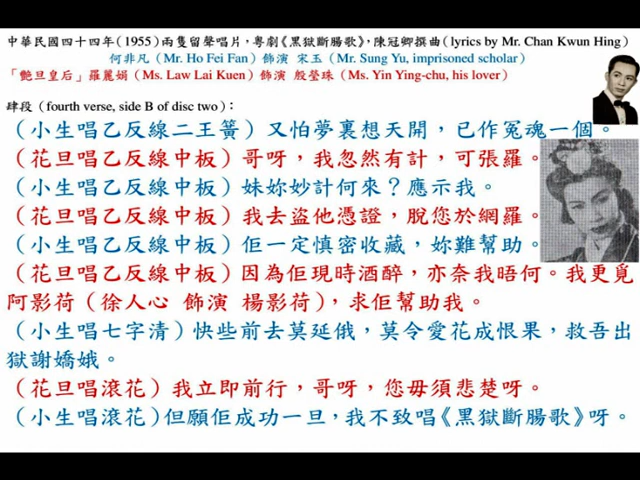 中華民國四十四年(1955)兩隻留聲唱片,粵劇《黑獄斷腸歌》,陳冠卿撰曲(lyrics by Mr. Chan Kwun Hing)
何非凡(Mr. Ho Fei Fan)飾演 宋玉(Mr. Sung Yu, imprisoned scholar)
「艷旦皇后」羅麗娟(Ms. Law Lai Kuen)飾演 殷瑩珠(Ms. Yin Ying-chu, his lover)
肆段(fourth verse, side B of disc two):
(小生唱乙反線二王簧)又怕夢裏想天開,已作冤魂一個。
(花旦唱乙反線中板)哥呀,我忽然有計,可張羅。
(小生唱乙反線中板)妹妳妙計何來?應示我。
(花旦唱乙反線中板)我去盜他憑證,脫您於網羅。
(小生唱乙反線中板)佢一定慎密收藏,妳難幫助。
(花旦唱乙反線中板)因為佢現時酒醉,亦奈我唔何。我更覓
阿影荷(徐人心 飾演 楊影荷),求佢幫助我。
(小生唱七字清)快些前去莫延俄,莫令愛花成恨果,救吾出
獄謝嬌娥。
(花旦唱滾花)我立即前行,哥呀,您毋須悲楚呀。
(小生唱滾花)但願佢成功一旦,我不致唱《黑獄斷腸歌》呀。